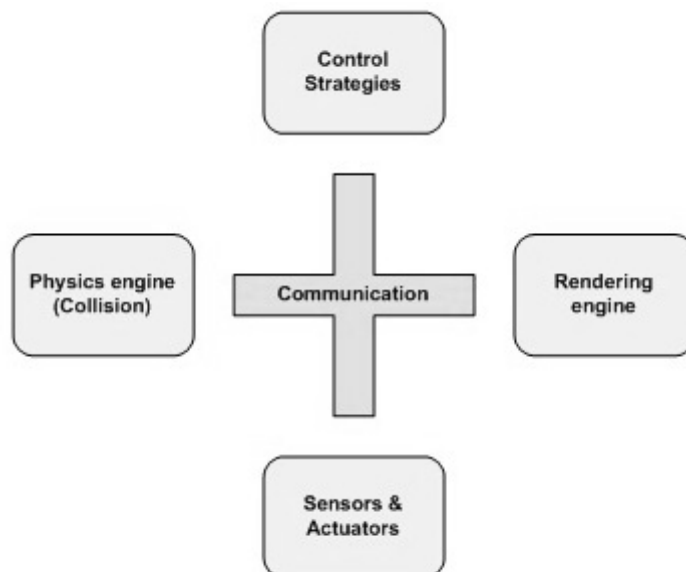 Control
Strategies
Physics engine
(Collision)
Communication
Rendering
engine
Sensors &
Actuators